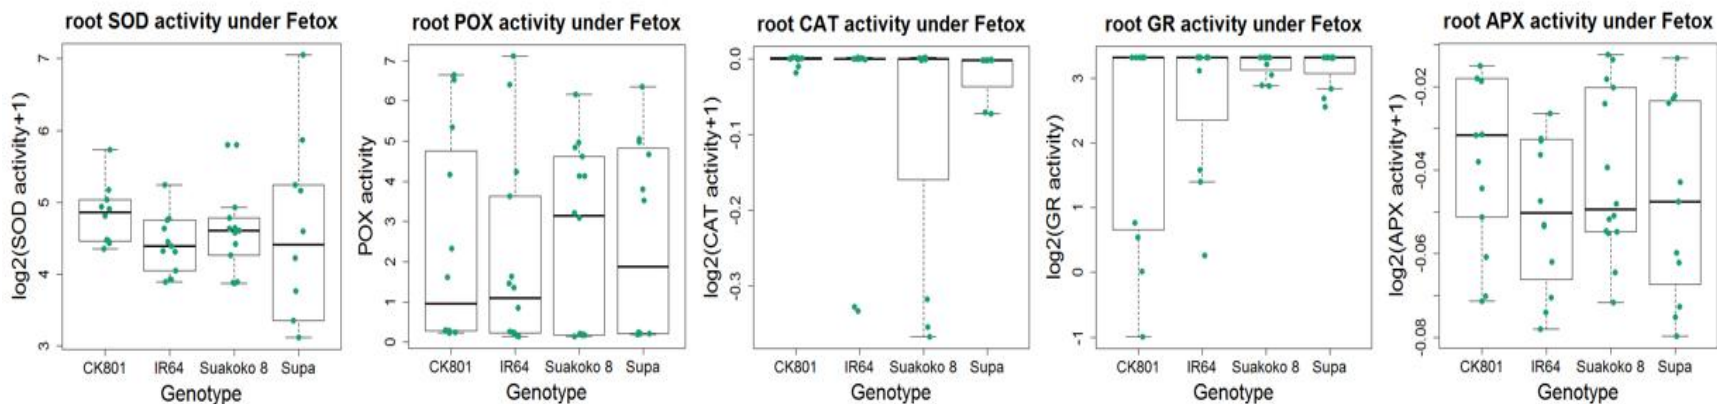 root SOD activity under Fetox
log2(SOD activity+1)
7
6
5
4
3
CK801 IR64 Suakoko 8 Supa
Genotype
root POX activity under Fetox
POX activity
7
6
5
4
3
2
1
0
CK801 IR64 Suakoko 8 Supa
Genotype
root CAT activity under Fetox
log2(CAT activity+1)
0.0
-0.1
-0.2
-0.3
CK801 IR64 Suakoko 8 Supa
Genotype
root GR activity under Fetox
log2(GR activity)
3
2
1
0
-1
CK801 IR64 Suakoko 8 Supa
Genotype
root APX activity under Fetox
log2(APX activity+1)
-0.02
-0.04
-0.06
-0.08
CK801 IR64 Suakoko 8 Supa
Genotype